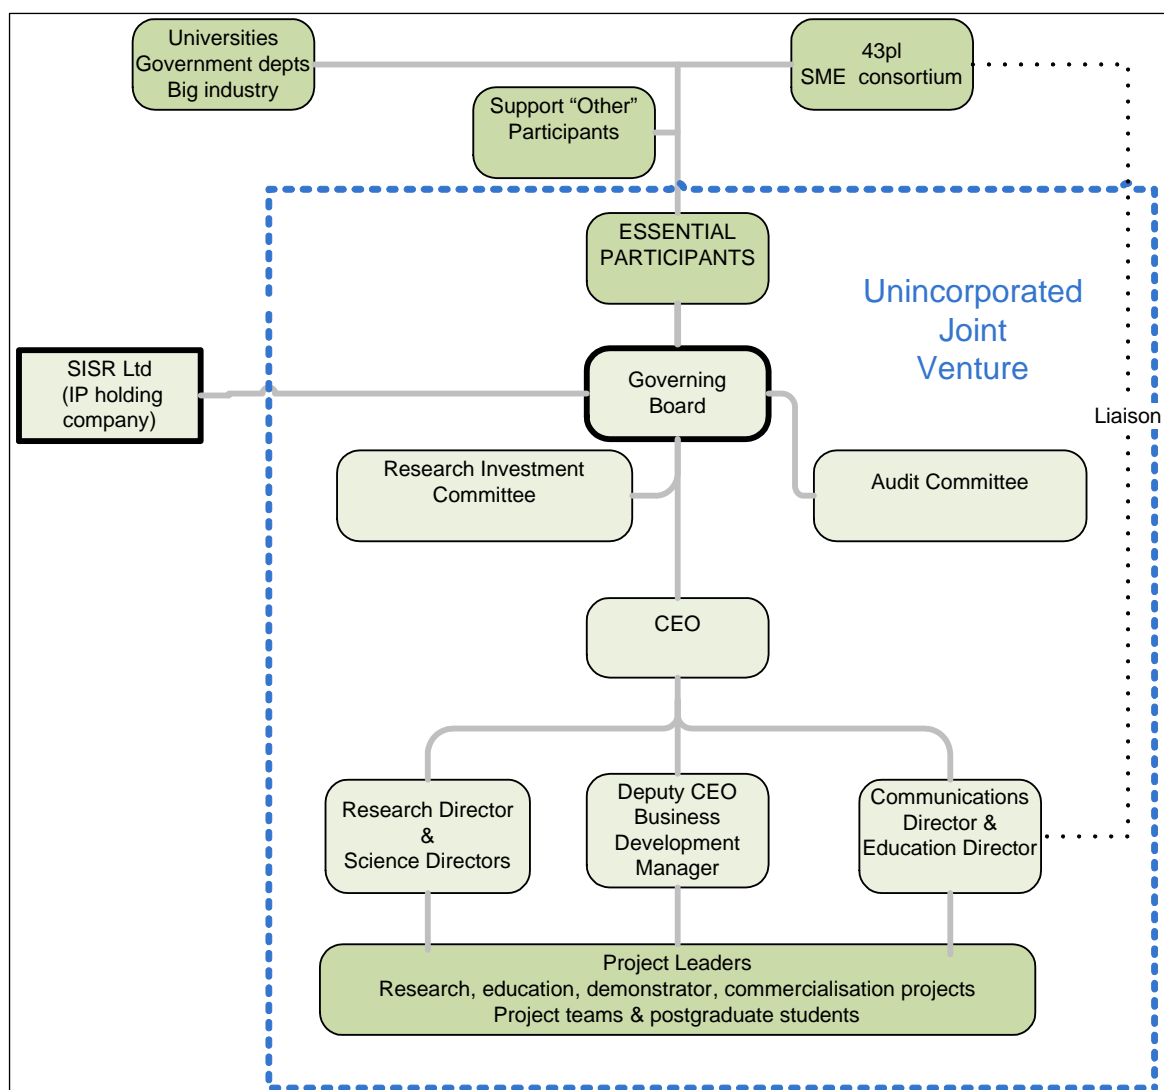 Universities
Government depts
Big industry
43pl
SME consortium
Support “Other”
Participants
ESSENTIAL
PARTICIPANTS
Unincorporated
Joint
Venture
SISR Ltd
(IP holding
company)
Governing
Board
Liaison
Research Investment
Committee
Audit Committee
CEO
Research Director
&
Science Directors
Deputy CEO
Business
Development
Manager
Communications
Director &
Education Director
Project Leaders
Research, education, demonstrator, commercialisation projects
Project teams & postgraduate students